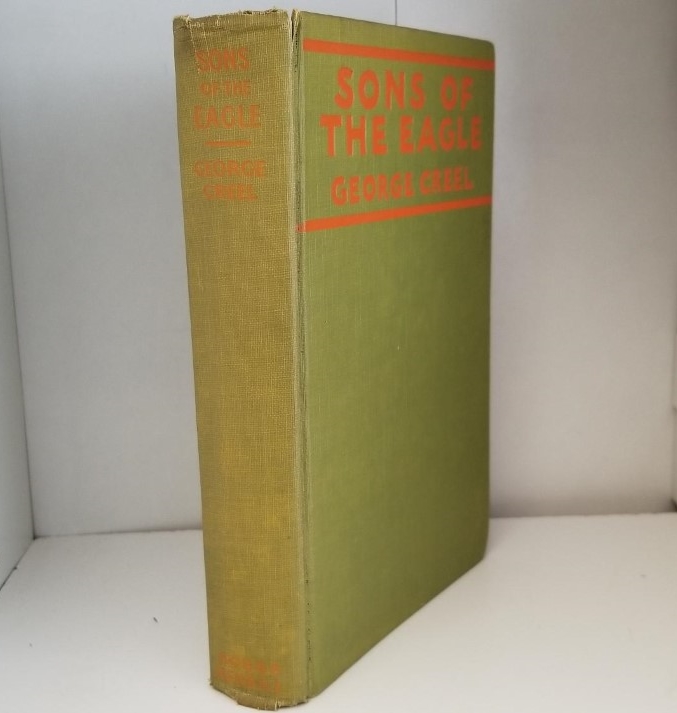 SONS
OF THE
EAGLE
GEORGE
CREEL
SONS OF
THE EAGLE
GEORGE CREEL